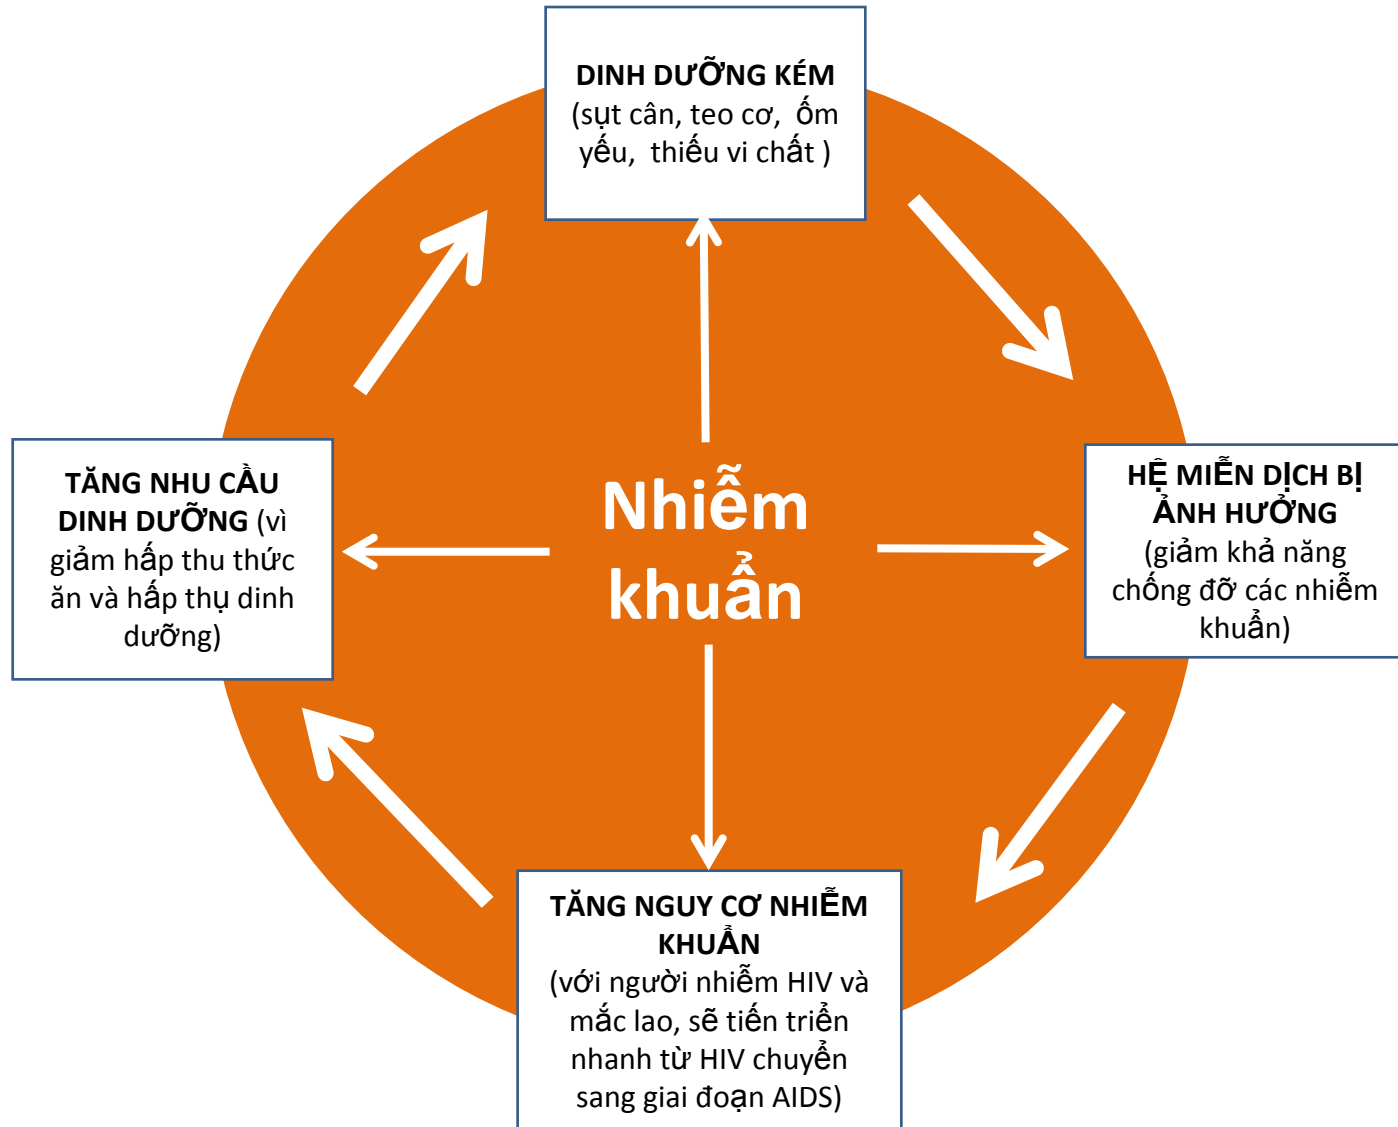 DINH DƯỠNG KÉM
(sụt cân, teo cơ, ốm
yếu, thiếu vi chất )
TĂNG NHU CẦU
DINH DƯỠNG (vì
giảm hấp thu thức
ăn và hấp thụ dinh
dưỡng)
Nhiễm
khuẩn
HỆ MIỄN DỊCH BỊ
ẢNH HƯỞNG
(giảm khả năng
chống đỡ các nhiễm
khuẩn)
TĂNG NGUY CƠ NHIỄM
KHUẨN
(với người nhiễm HIV và
mắc lao, sẽ tiến triển
nhanh từ HIV chuyển
sang giai đoạn AIDS)